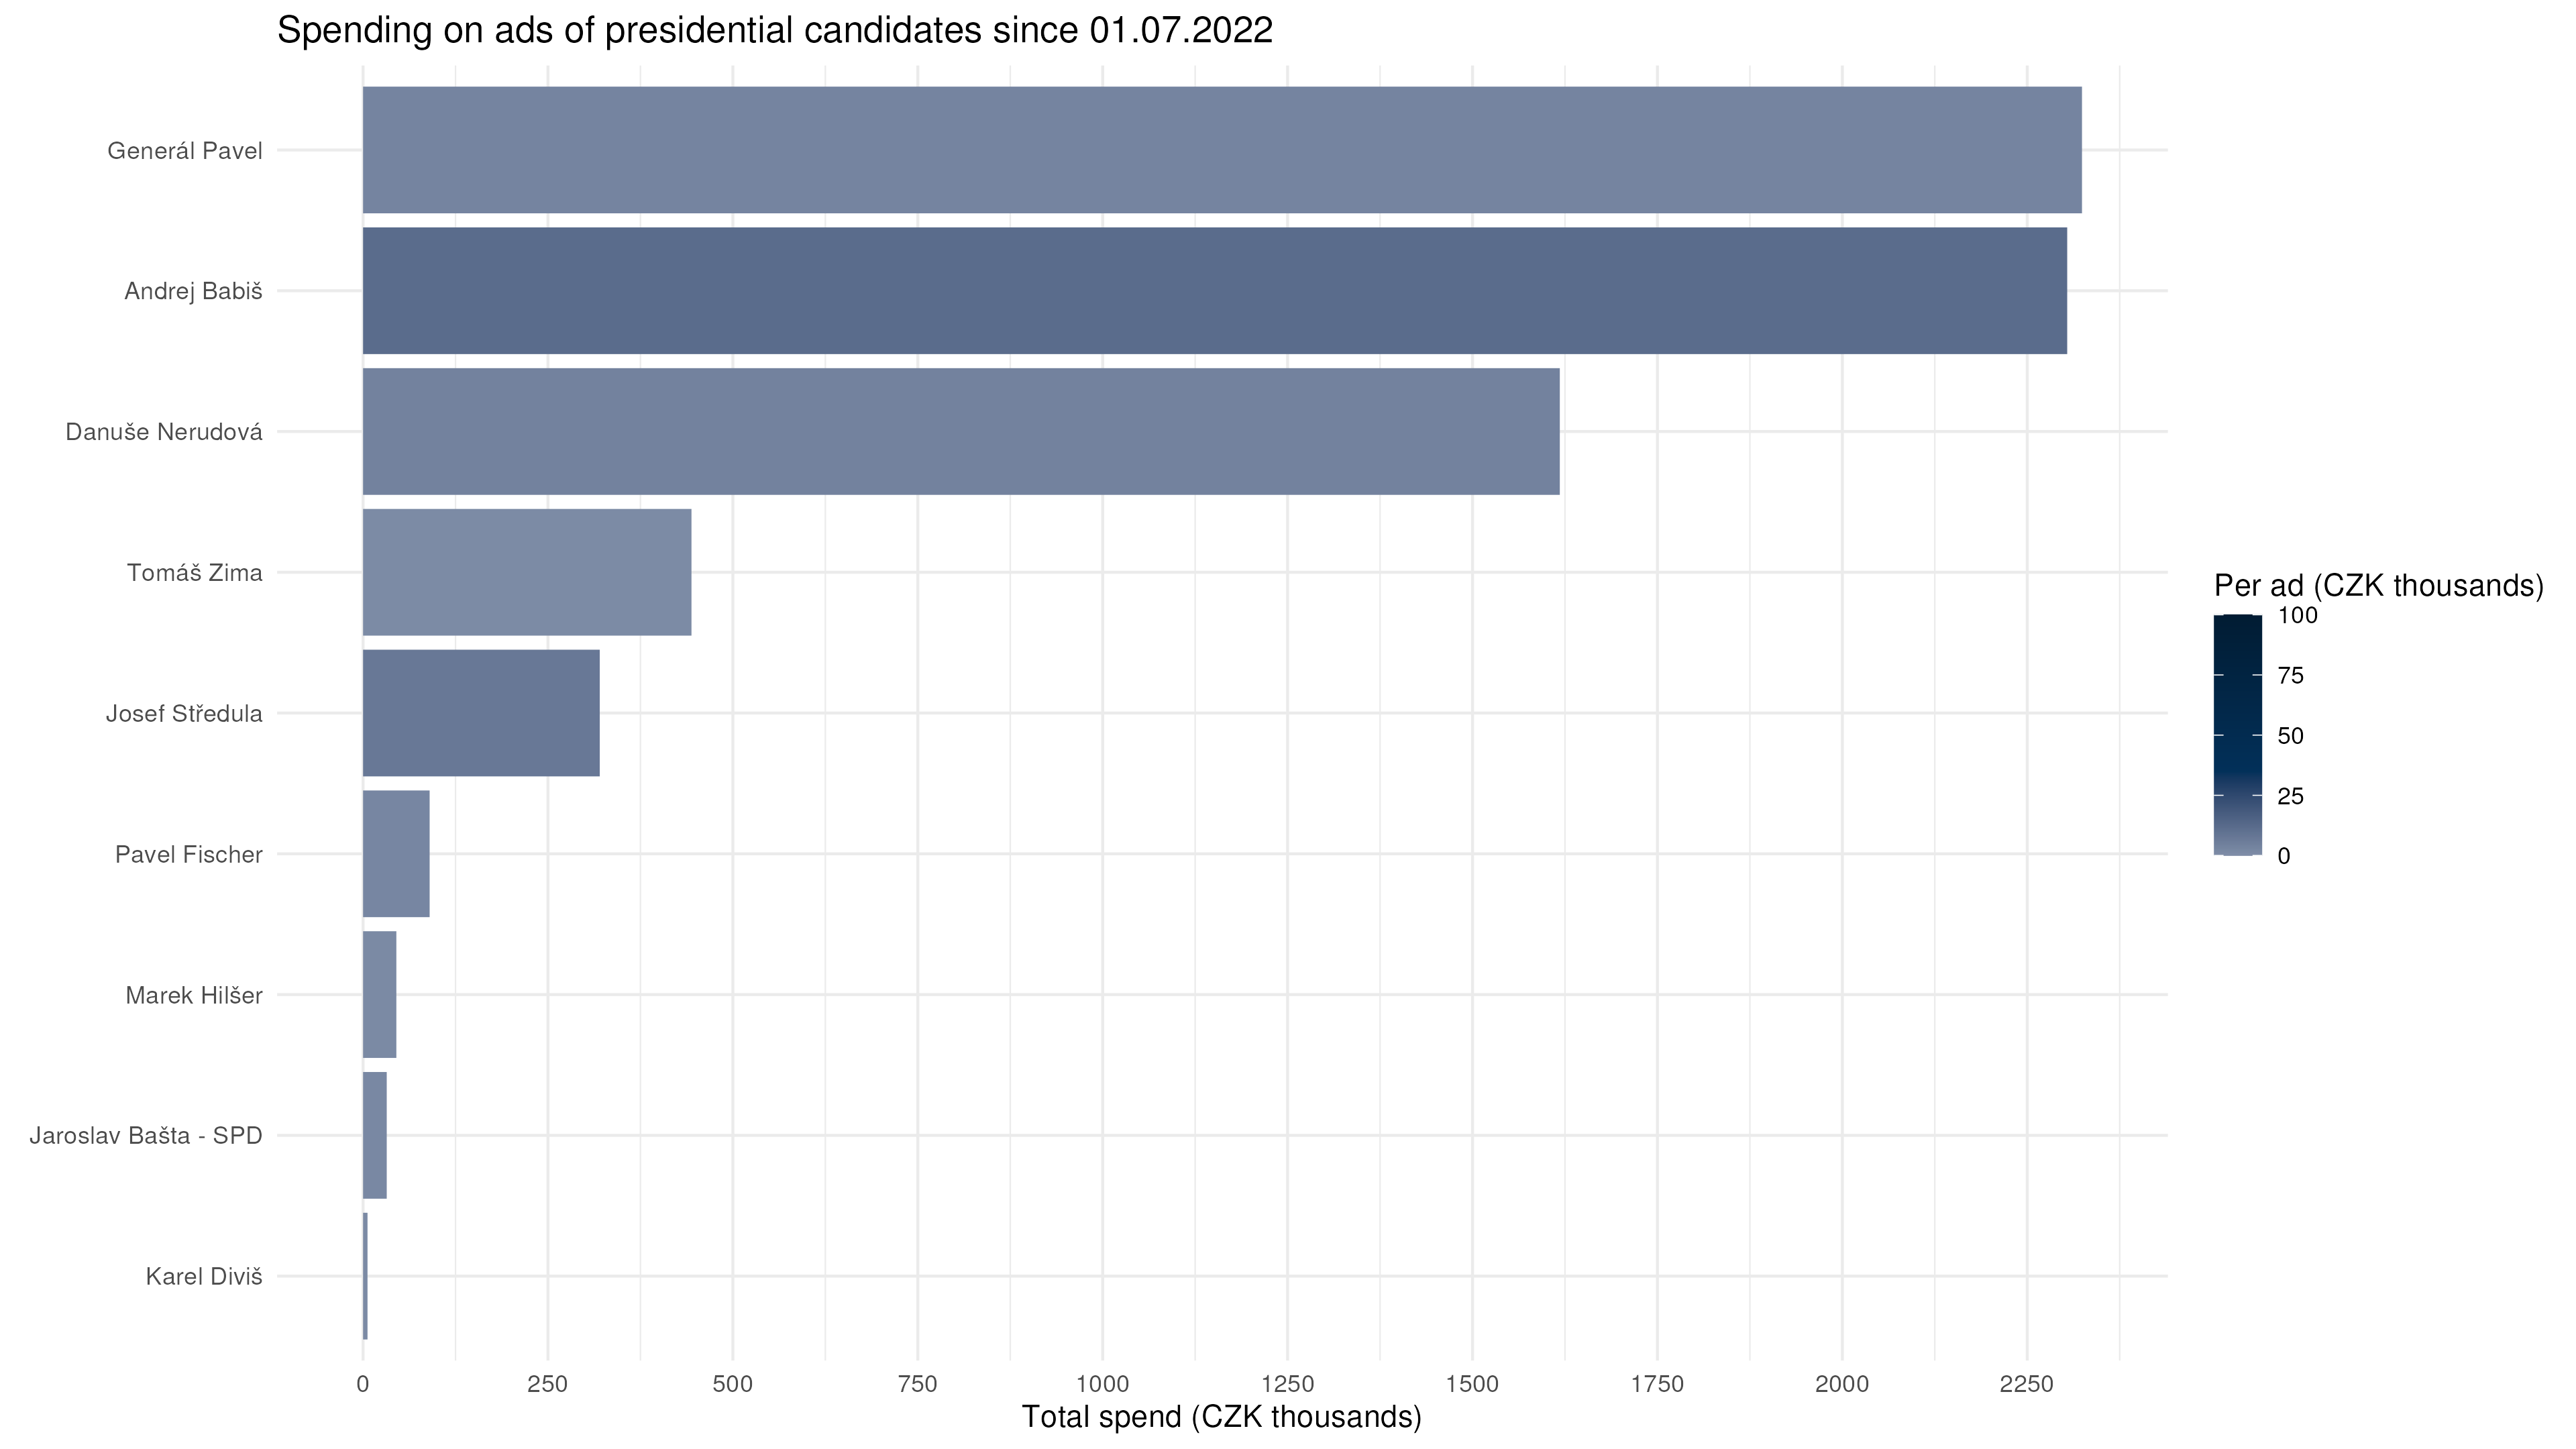 Spending on ads of presidential candidates since 01.07.2022
Generál Pavel
Andrej Babiš
Danuše Nerudová
Tomáš Zima
Josef Středula
Pavel Fischer
Marek Hilšer
Jaroslav Bašta - SPD
Karel Diviš
0 250 500 750 1000 1250 1500 1750 2000 2250
Total spend (CZK thousands)
Per ad (CZK thousands)
100
75
50
25
0